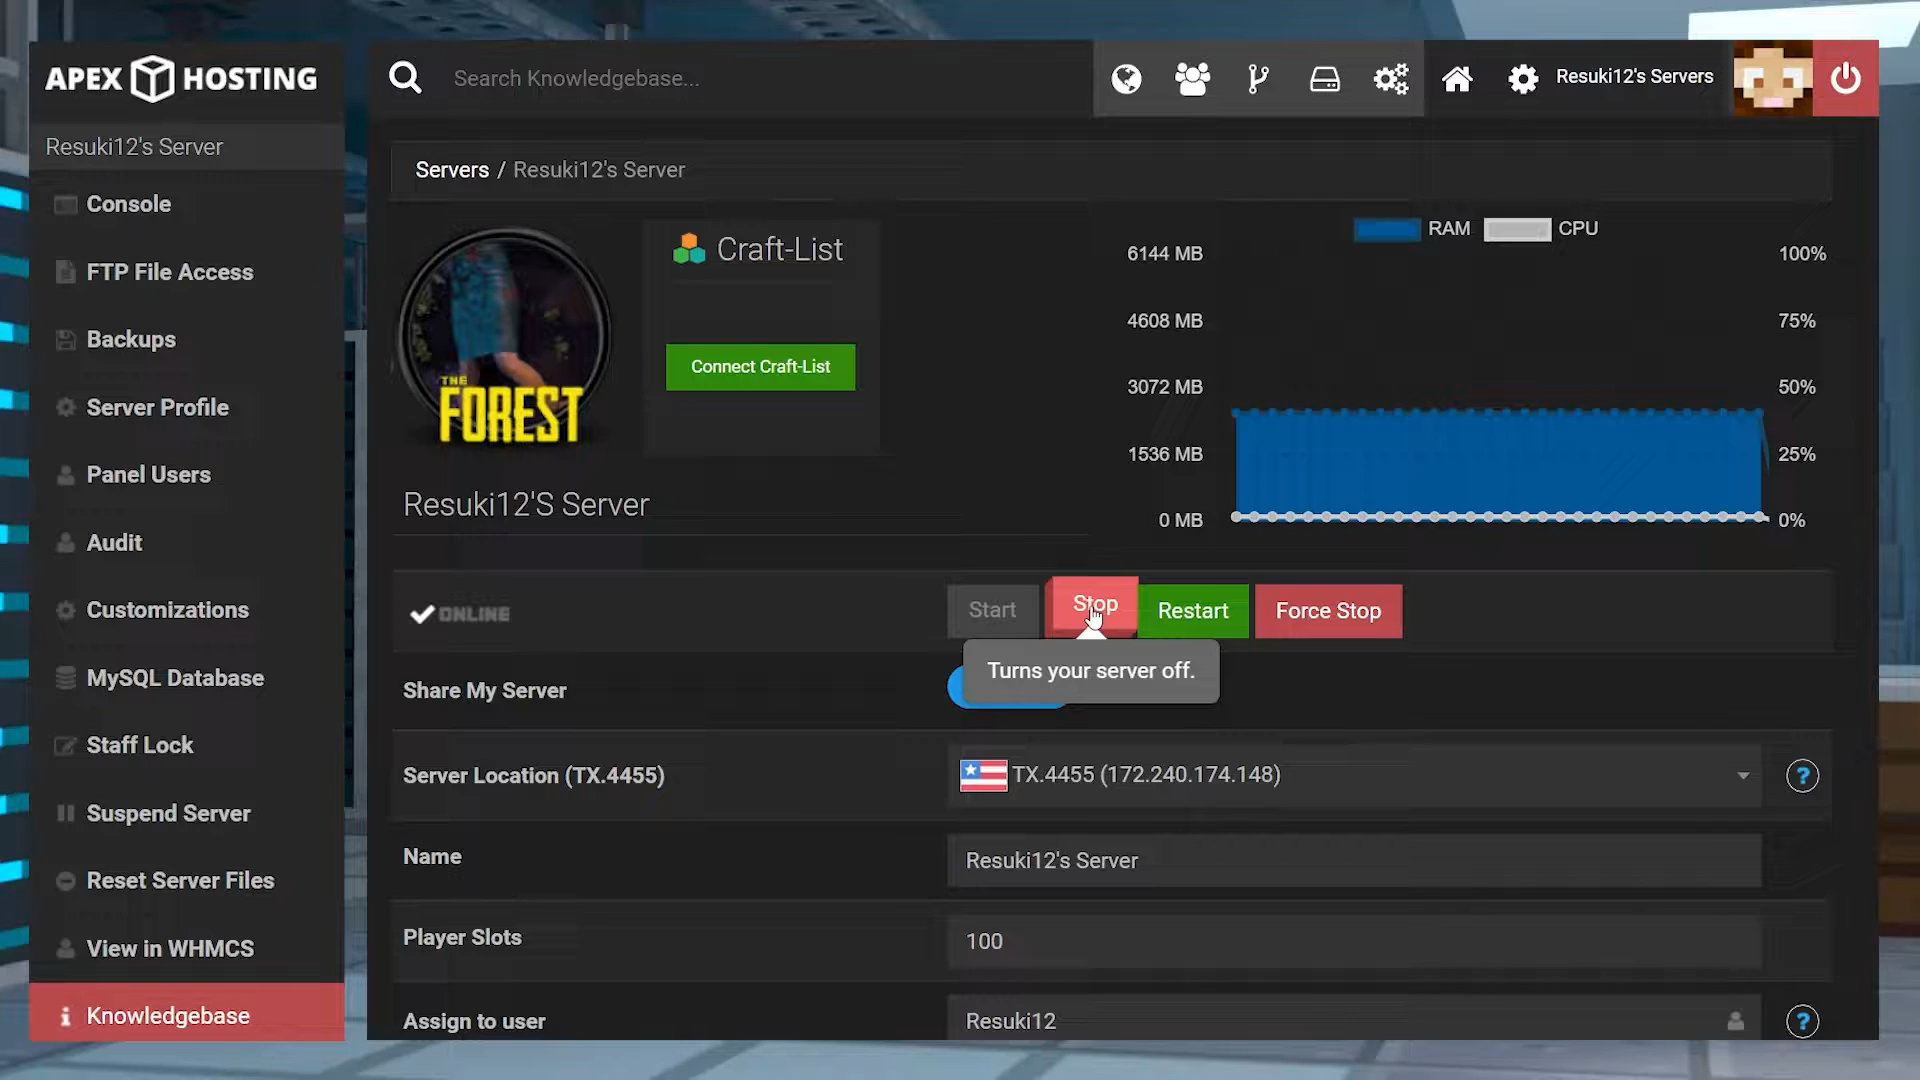 APEX HOSTING
Search Knowledgebase...
Resuki12's Servers
Resuki12's Server
Console
FTP File Access
Backups
Server Profile
Panel Users
Audit
Customizations
MySQL Database
Staff Lock
Suspend Server
Reset Server Files
View in WHMCS
Knowledgebase
Servers / Resuki12's Server
THE
FOREST
Craft-List
Connect Craft-List
RAM
CPU
6144 MB
100%
4608 MB
75%
3072 MB
50%
1536 MB
25%
0 MB
0%
Resuki12'S Server
ONLINE
Start
Stop
Restart
Force Stop
Turns your server off.
Share My Server
Server Location (TX.4455)
TX.4455 (172.240.174.148)
?
Name
Resuki12's Server
Player Slots
100
Assign to user
Resuki12
?